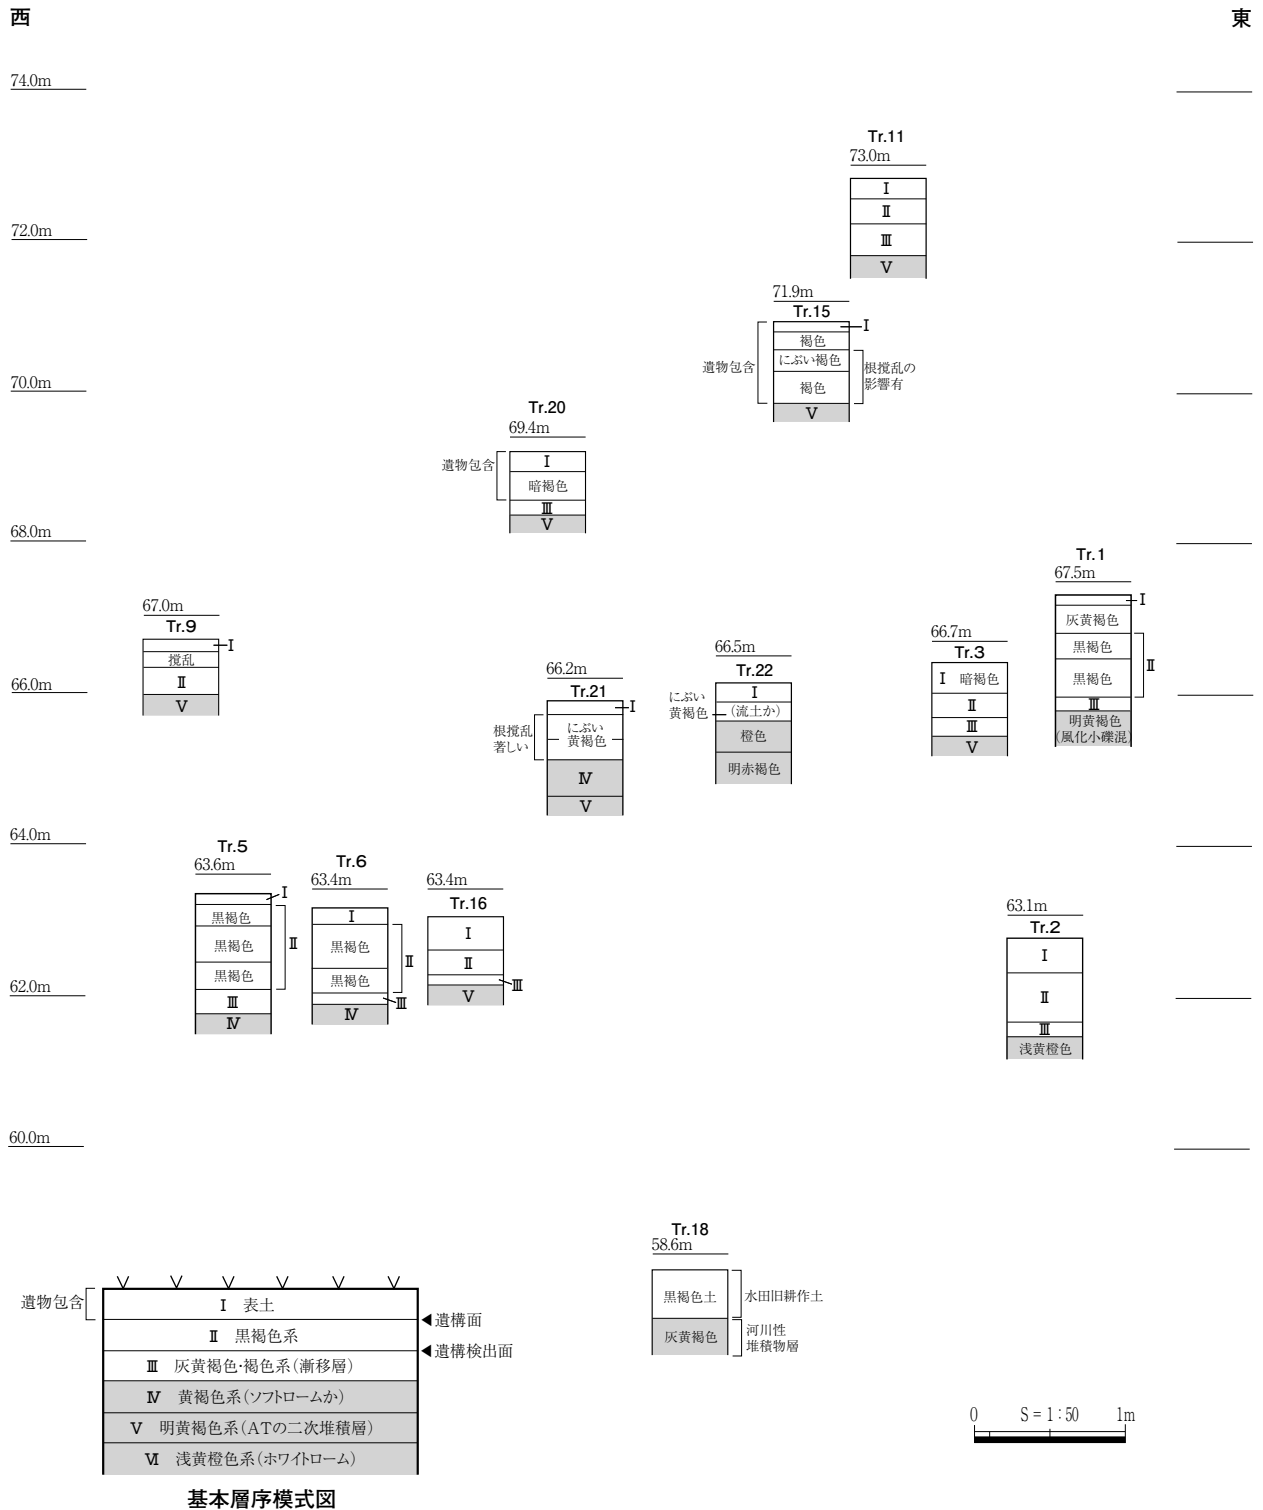 西
東
74.0m
Tr.11
73.0m
Ⅰ
Ⅱ
Ⅲ
Ⅴ
72.0m
71.9m
Tr.15
Ⅰ
褐色
にぶい褐色
褐色
Ⅴ
遺物包含
根撹乱の
影響有
70.0m
Tr.20
69.4m
遺物包含
Ⅰ
暗褐色
Ⅲ
Ⅴ
68.0m
Tr.1
67.5m
Ⅰ
灰黄褐色
黒褐色
黒褐色
Ⅱ
Ⅲ
明黄褐色
(風化小礫混)
67.0m
Tr.9
Ⅰ
撹乱
Ⅱ
Ⅴ
66.7m
Tr.3
Ⅰ 暗褐色
Ⅱ
Ⅲ
Ⅴ
66.5m
Tr.22
Ⅰ
にぶい
黄褐色
(流土か)
橙色
明赤褐色
66.2m
Tr.21
Ⅰ
根撹乱
著しい
にぶい
黄褐色
Ⅳ
Ⅴ
66.0m
64.0m
Tr.5
63.6m
Ⅰ
黒褐色
黒褐色
黒褐色
Ⅱ
Ⅲ
Ⅳ
Tr.6
63.4m
Ⅰ
黒褐色
黒褐色
Ⅱ
Ⅲ
Ⅳ
63.4m
Tr.16
Ⅰ
Ⅱ
Ⅲ
Ⅴ
63.1m
Tr.2
Ⅰ
Ⅱ
Ⅲ
浅黄橙色
62.0m
60.0m
Tr.18
58.6m
黒褐色土
水田旧耕作土
灰黄褐色
河川性
堆積物層
遺物包含
Ⅰ 表土
遺構面
Ⅱ 黒褐色系
遺構検出面
Ⅲ 灰黄褐色・褐色系(漸移層)
Ⅳ 黄褐色系(ソフトロームか)
Ⅴ 明黄褐色系(ATの二次堆積層)
Ⅵ 浅黄橙色系(ホワイトローム)
基本層序模式図
0 S=1:50 1m